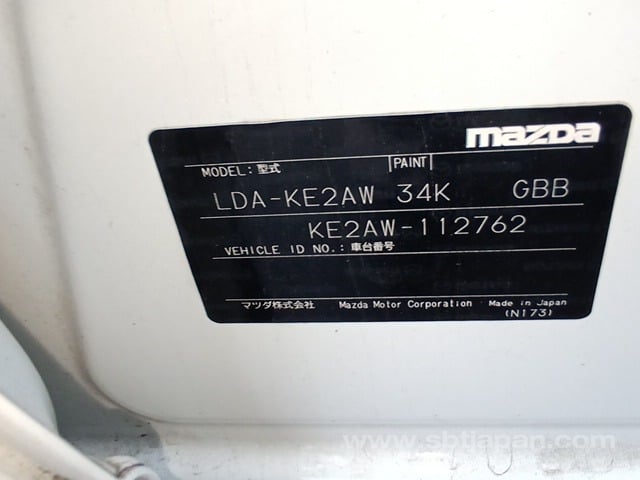 mazda
MODEL: 型式 PAINT
LDA-KE2AW 34K GBB
KE2AW-112762
VEHICLE ID NO.: 車台番号
マツダ株式会社 Mazda Motor Corporation Made in Japan
(N173)
www.sbtjapan.com